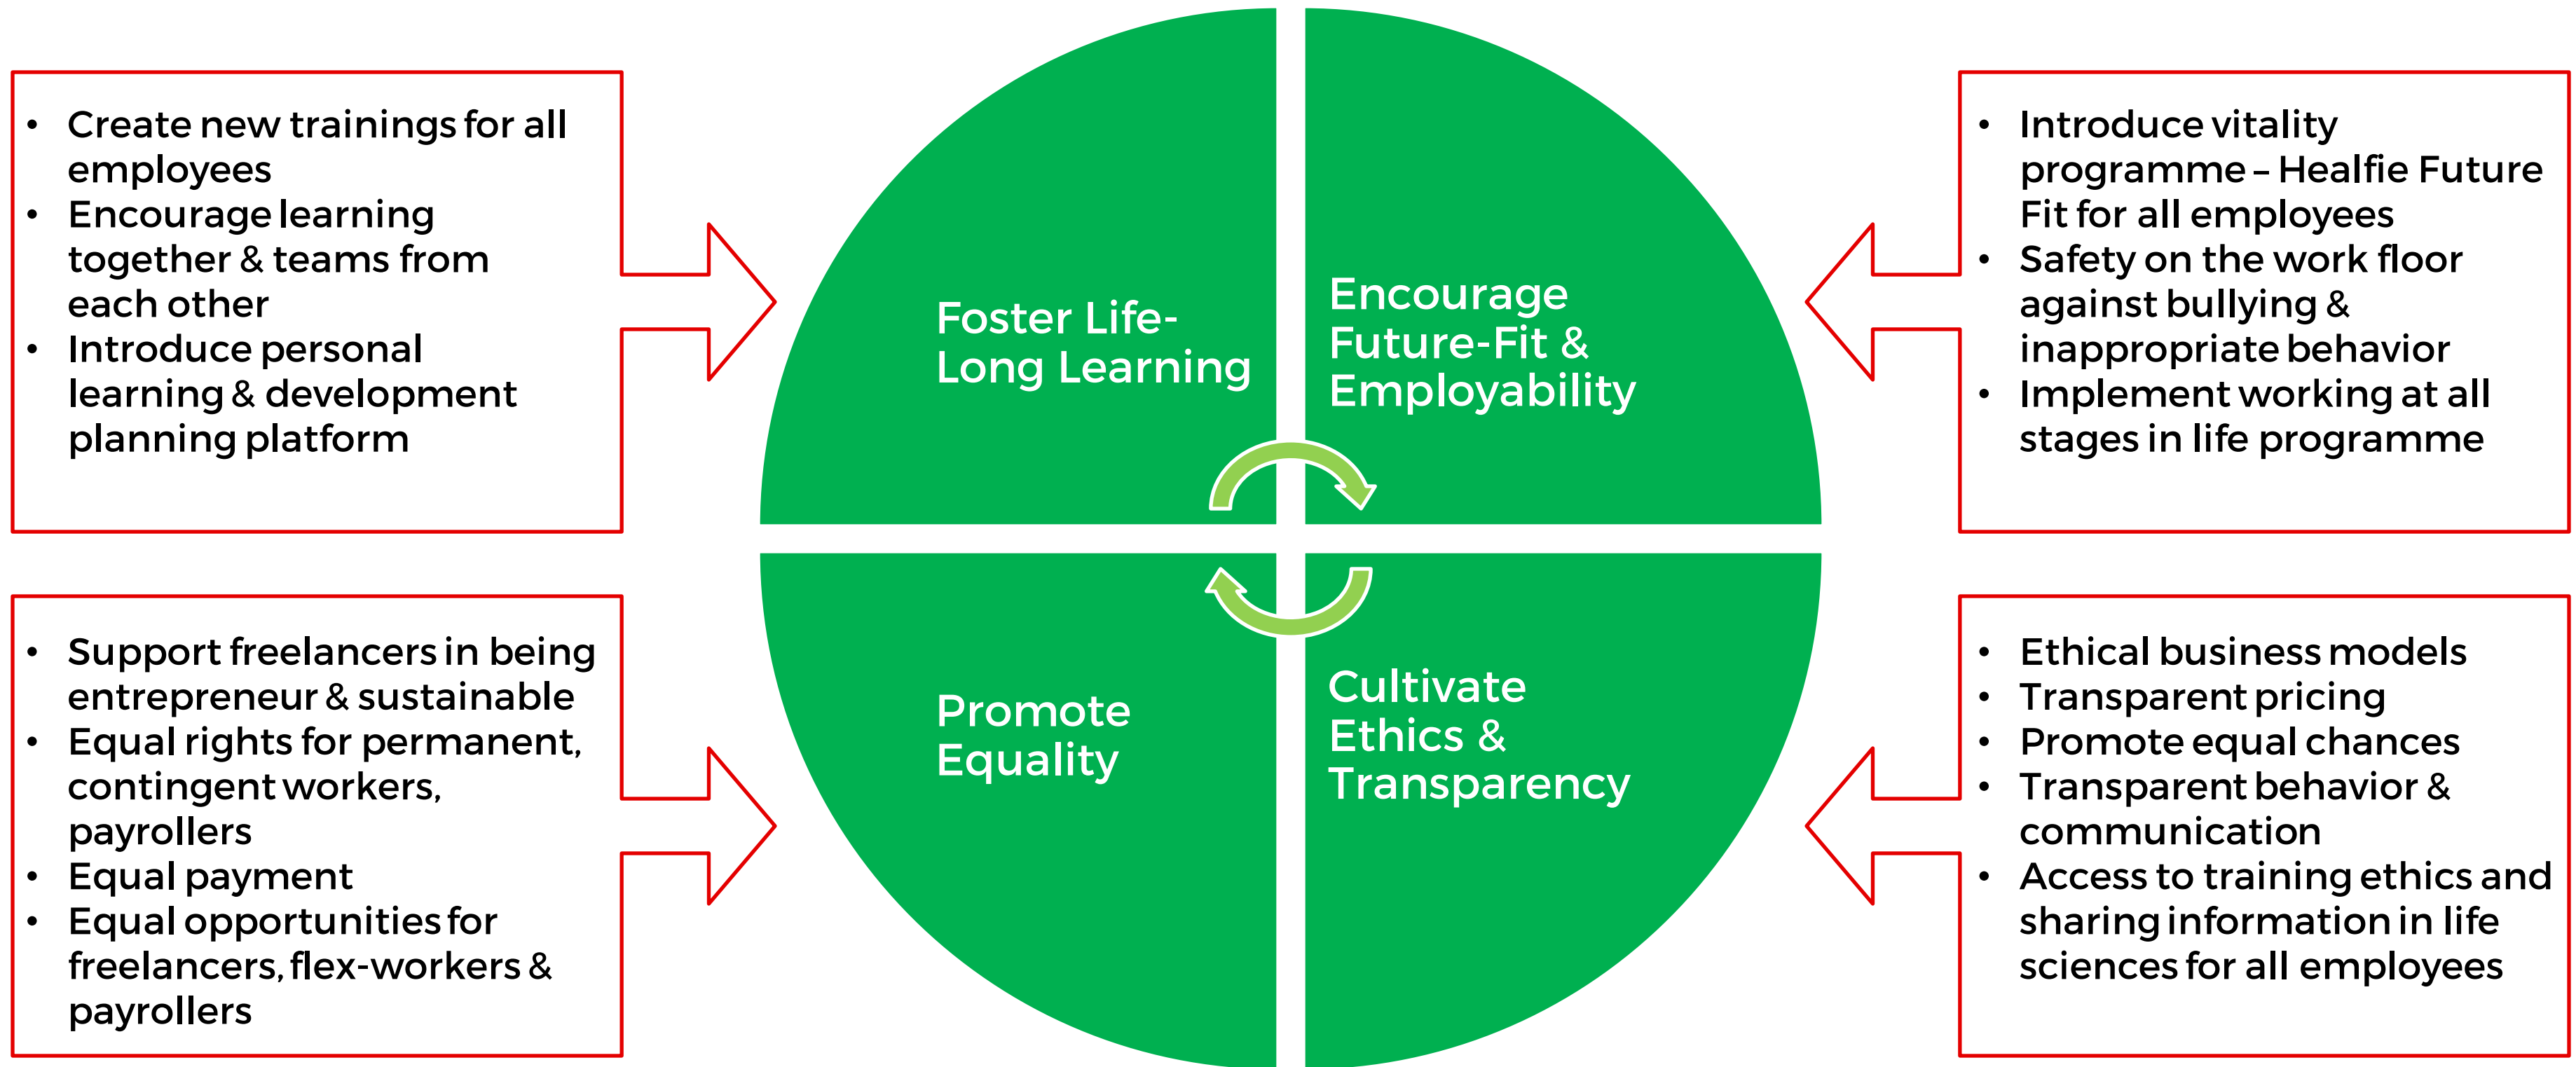 • Create new trainings for all
employees
• Encourage learning
together & teams from
each other
• Introduce personal
learning & development
planning platform
Foster Life-
Long Learning
Encourage
Future-Fit &
Employability
• Introduce vitality
programme – Healfie Future
Fit for all employees
• Safety on the work floor
against bullying &
inappropriate behavior
• Implement working at all
stages in life programme
• Support freelancers in being
entrepreneur & sustainable
• Equal rights for permanent,
contingent workers,
payrollers
• Equal payment
• Equal opportunities for
freelancers, flex-workers &
payrollers
Promote
Equality
Cultivate
Ethics &
Transparency
• Ethical business models
• Transparent pricing
• Promote equal chances
• Transparent behavior &
communication
• Access to training ethics and
sharing information in life
sciences for all employees